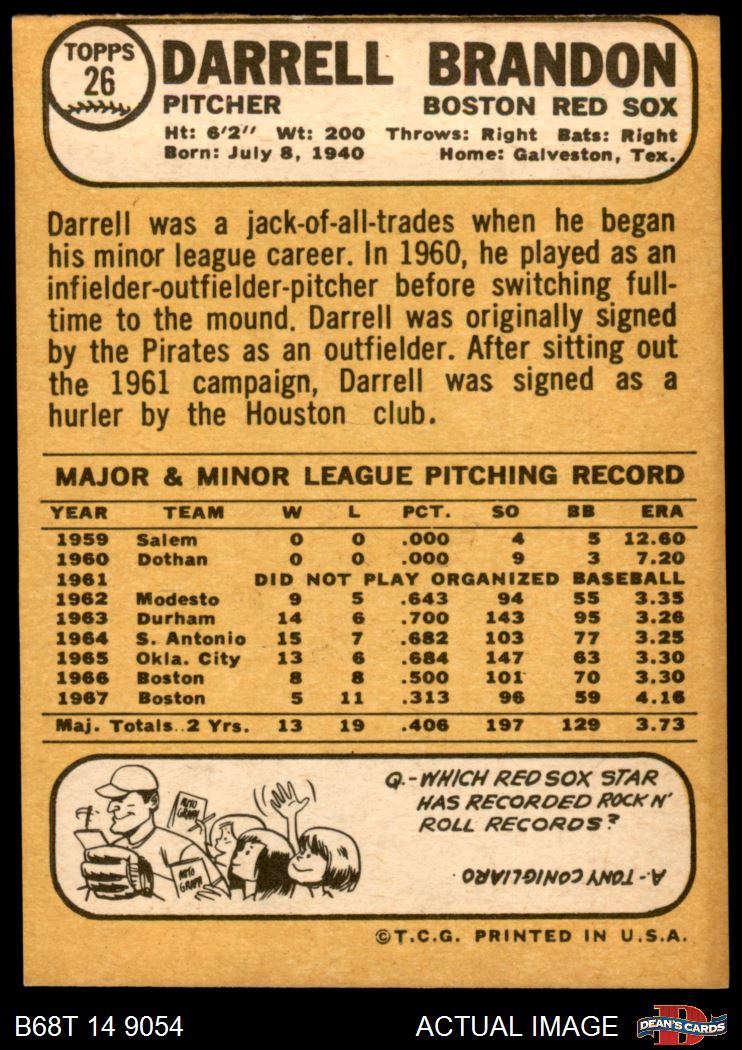 TOPPS
26
DARRELL BRANDON
PITCHER BOSTON RED SOX
Ht: 6'2" Wt: 200 Throws: Right Bats: Right
Born: July 8, 1940 Home: Galveston, Tex.
Darrell was a jack-of-all-trades when he began
his minor league career. In 1960, he played as an
infielder-outfielder-pitcher before switching full-
time to the mound. Darrell was originally signed
by the Pirates as an outfielder. After sitting out
the 1961 campaign, Darrell was signed as a
hurler by the Houston club.
MAJOR & MINOR LEAGUE PITCHING RECORD
YEAR TEAM W L PCT. SO BB ERA
1959 Salem 0 0 .000 4 5 12.60
1960 Dothan 0 0 .000 9 3 7.20
1961 DID NOT PLAY ORGANIZED BASEBALL
1962 Modesto 9 5 .643 94 55 3.35
1963 Durham 14 6 .700 143 95 3.26
1964 S. Antonio 15 7 .682 103 77 3.25
1965 Okla. City 13 6 .684 147 63 3.30
1966 Boston 8 8 .500 101 70 3.30
1967 Boston 5 11 .313 96 59 4.16
Maj. Totals..2 Yrs. 13 19 .406 197 129 3.73
AUTO
GRAPH
AUTO
GRAPH
Q.-WHICH RED SOX STAR
HAS RECORDED ROCK N'
ROLL RECORDS?
A-TONY CONIGLIARO
©T.C.G. PRINTED IN U.S.A.
B68T 14 9054 ACTUAL IMAGE
D
DEAN'S CARDS